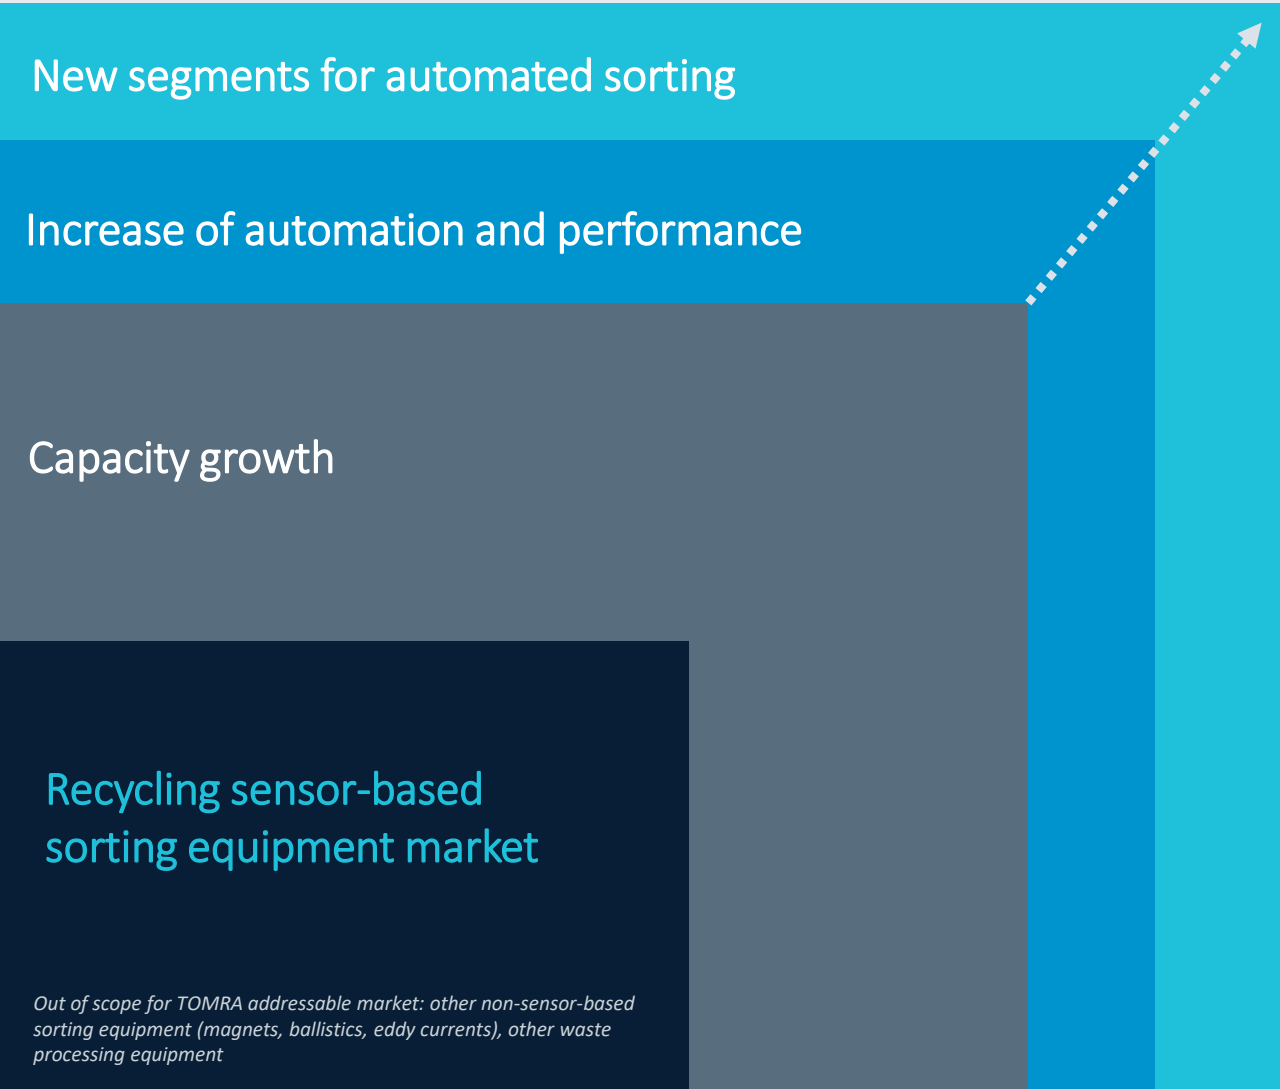 New segments for automated sorting
Increase of automation and performance
Capacity growth
Recycling sensor-based
sorting equipment market
Out of scope for TOMRA addressable market: other non-sensor-based
sorting equipment (magnets, ballistics, eddy currents), other waste
processing equipment